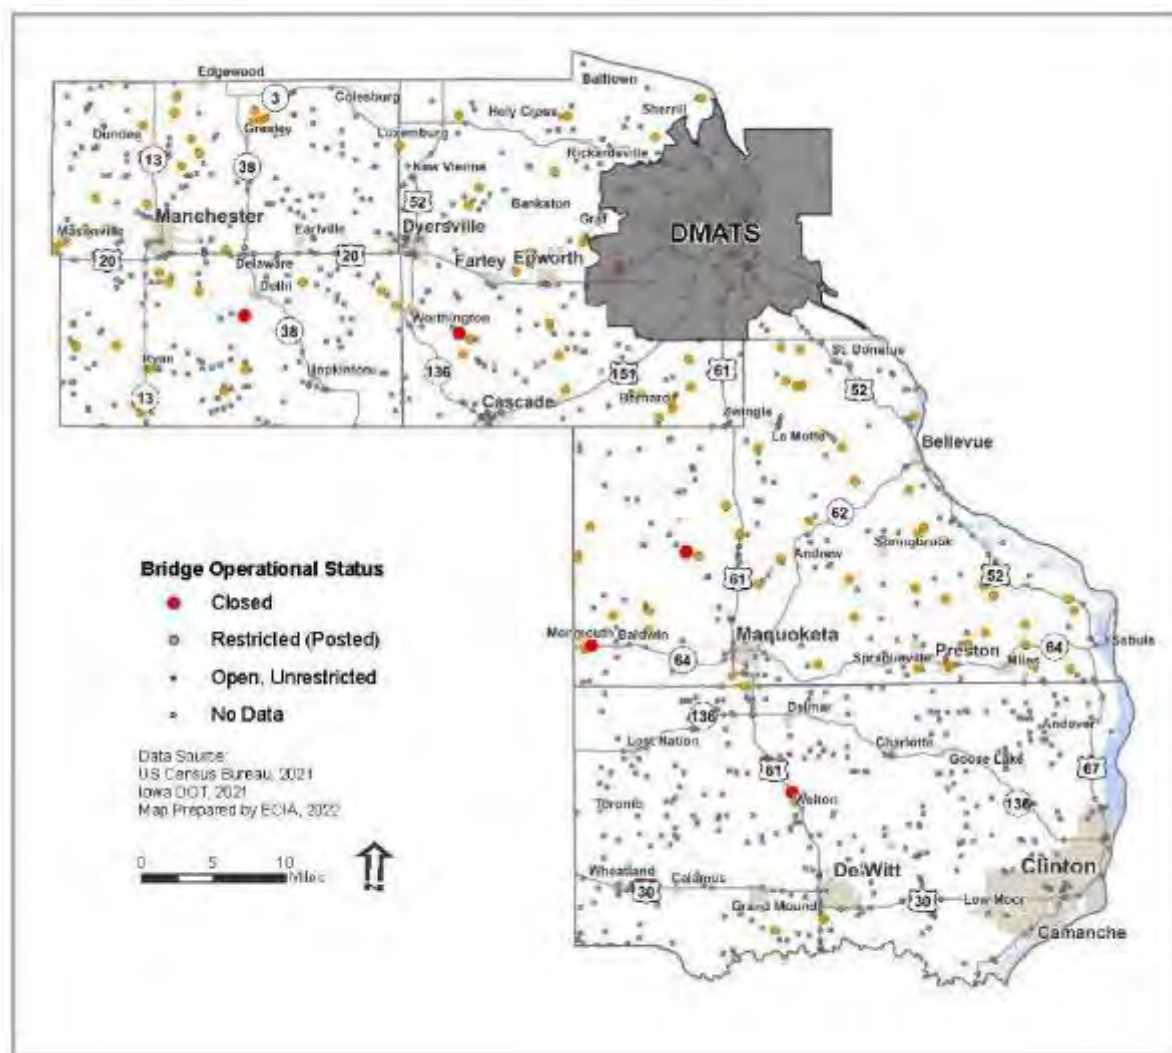 Edgewood
Balltown
3
Colesburg
Holy Cross
Sherrill
Greeley
Dundee
Luxemburg
Rickardsville
13
38
New Vienna
52
Bankston
Graf
Manchester
Masonville
Earlville
Dyersville
DMATS
20
Delaware
20
Farley
Epworth
Delhi
Worthington
38
St. Donatus
Ryan
Hopkinton
136
151
61
52
13
Cascade
Bernard
Zwingle
La Motte
Bellevue
62
Springbrook
Andrew
61
52
Bridge Operational Status
Closed
Restricted (Posted)
Open, Unrestricted
No Data
Monmouth
Baldwin
Maquoketa
64
Spragueville
Preston
Miles
64
Sabula
136
Delmar
Andover
Lost Nation
Charlotte
Goose Lake
61
67
Data Source:
US Census Bureau, 2021
Iowa DOT, 2021
Map Prepared by ECIA, 2022
Toronto
Welton
136
0 5 10
Miles
N
Wheatland
Calamus
De Witt
Clinton
30
Grand Mound
30
Low Moor
Camanche